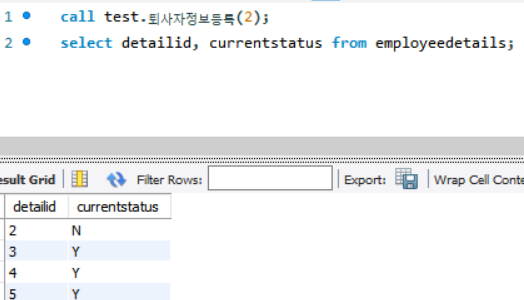 1 call test.퇴사자정보등록(2);
2 select detailid, currentstatus from employeedetails;
esult Grid Filter Rows: Export: Wrap Cell Conte
detailid currentstatus
2 N
3 Y
4 Y
5 Y